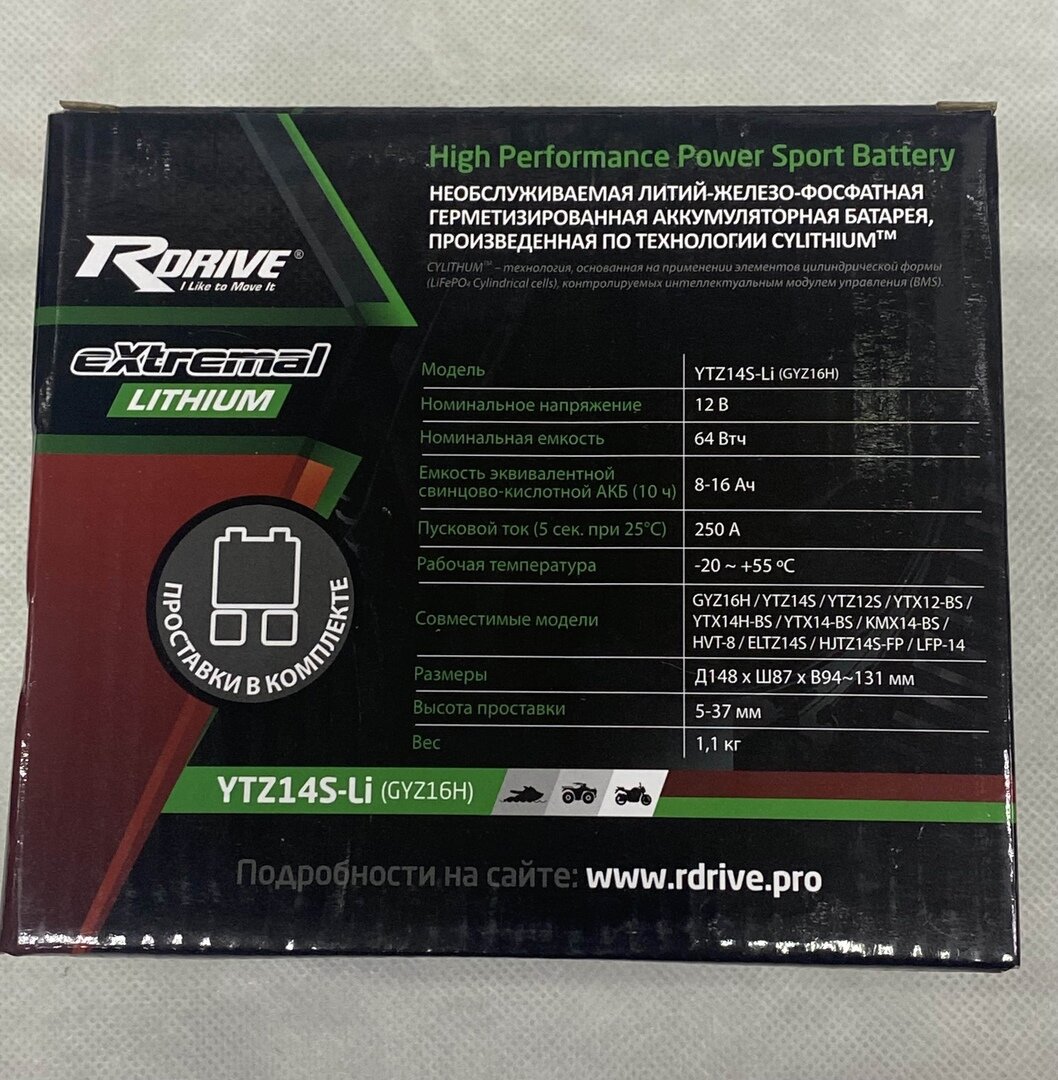 High Performance Power Sport Battery
НЕОБСЛУЖИВАЕМАЯ ЛИТИЙ-ЖЕЛЕЗО-ФОСФАТНАЯ
ГЕРМЕТИЗИРОВАННАЯ АККУМУЛЯТОРНАЯ БАТАРЕЯ,
ПРОИЗВЕДЕННАЯ ПО ТЕХНОЛОГИИ CYLITHIUM™
CYLITHUM™ – технология, основанная на применении элементов цилиндрической формы
(LiFePO4 Cylindrical cells), контролируемых интеллектуальным модулем управления (BMS).
RDRIVE®
I Like to Move It
eXtremal
LITHIUM
Модель YTZ14S-Li (GYZ16H)
Номинальное напряжение 12 В
Номинальная емкость 64 Втч
Емкость эквивалентной
свинцово-кислотной АКБ (10 ч) 8-16 Ач
Пусковой ток (5 сек. при 25°C) 250 А
Рабочая температура -20 ~ +55 ºC
Совместимые модели
GYZ16H / YTZ14S / YTZ12S / YTX12-BS /
YTX14H-BS / YTX14-BS / KMX14-BS /
HVT-8 / ELTZ14S / HJTZ14S-FP / LFP-14
Размеры Д148 x Ш87 x В94~131 мм
Высота проставки 5-37 мм
Вес 1,1 кг
ПРОСТАВКИ В КОМПЛЕКТЕ
YTZ14S-Li (GYZ16H)
Подробности на сайте: www.rdrive.pro